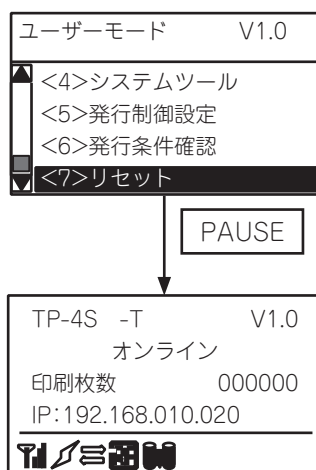 ユーザーモード V1.0
<4>システムツール
<5>発行制御設定
<6>発行条件確認
<7>リセット
PAUSE
TP-4S -T V1.0
オンライン
印刷枚数 000000
IP:192.168.010.020